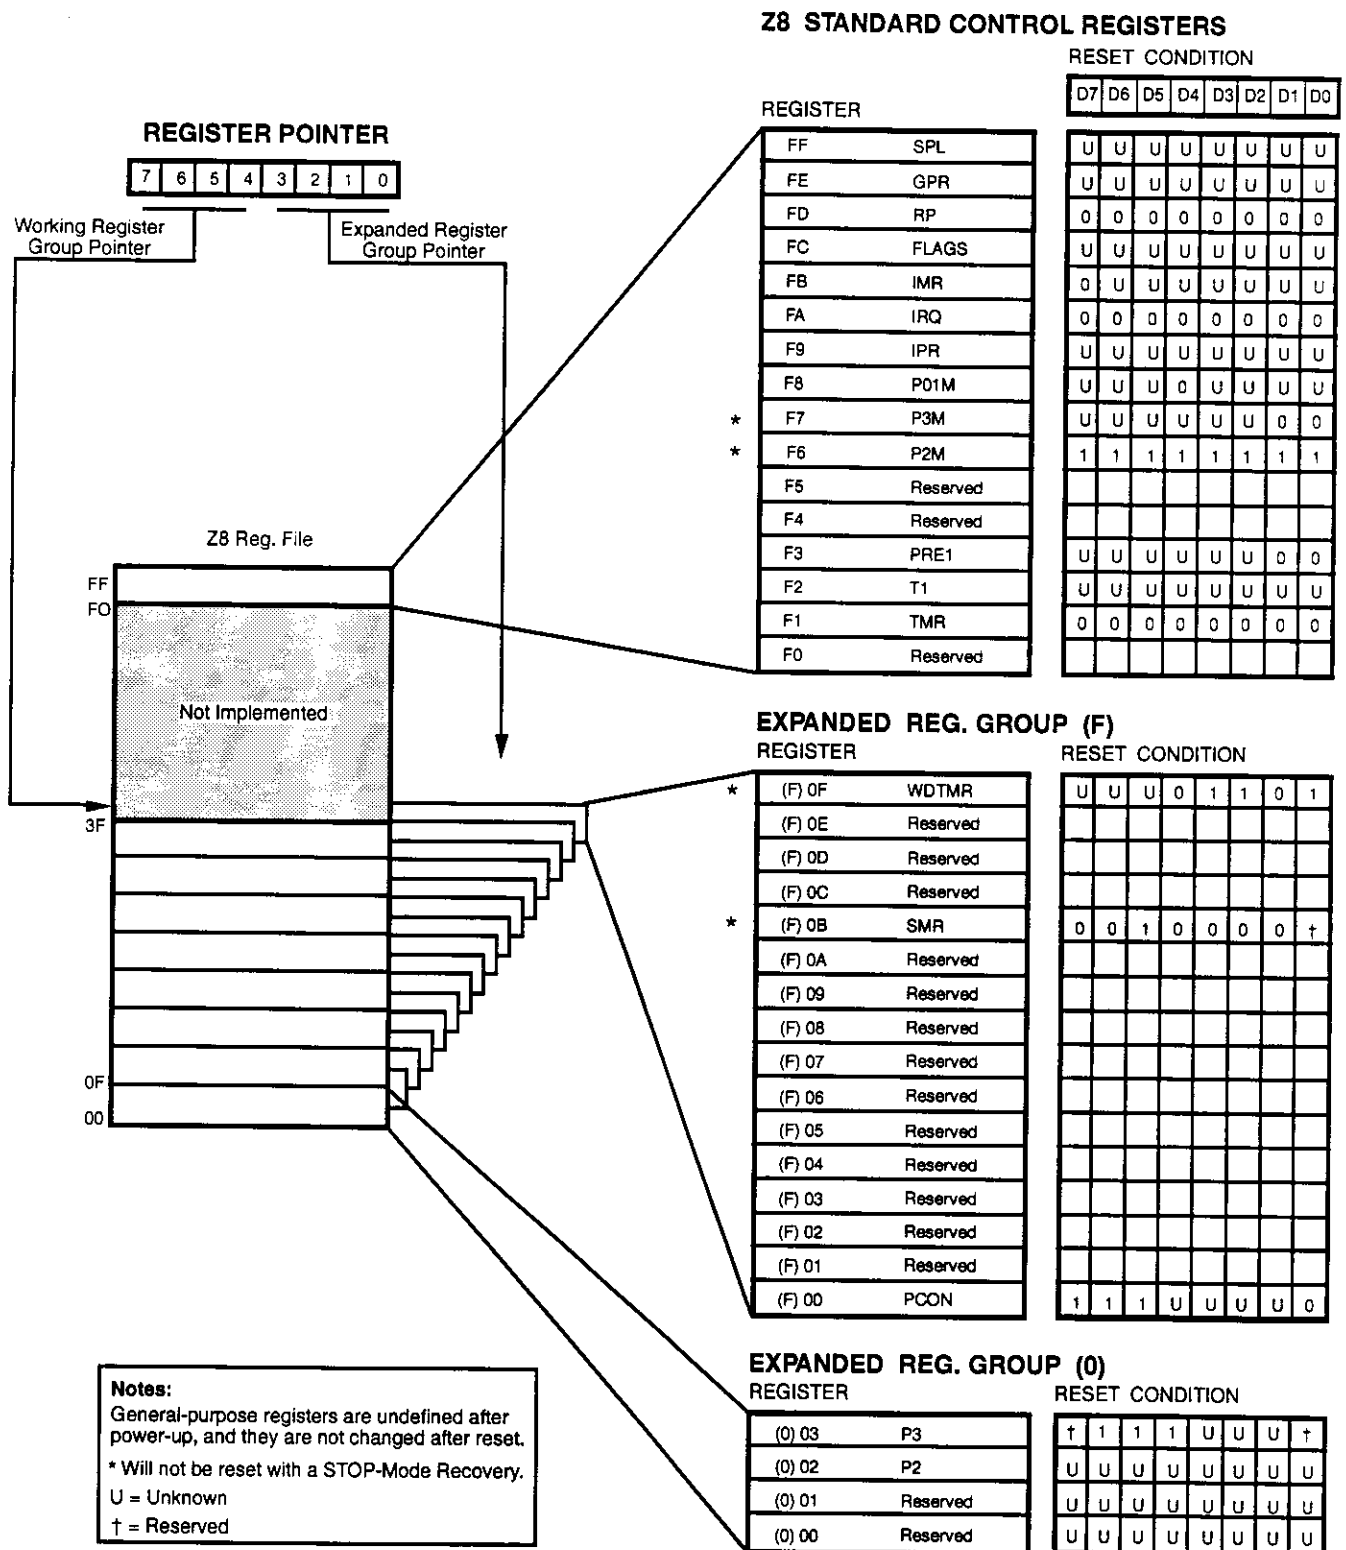 Z8 STANDARD CONTROL REGISTERS
RESET CONDITION
D7 D6 D5 D4 D3 D2 D1 D0
REGISTER
FF SPL U U U U U U U U
FE GPR U U U U U U U U
FD RP 0 0 0 0 0 0 0 0
FC FLAGS U U U U U U U U
FB IMR 0 U U U U U U U
FA IRQ 0 0 0 0 0 0 0 0
F9 IPR U U U U U U U U
F8 P01M U U U 0 U U U U
* F7 P3M U U U U U U 0 0
* F6 P2M 1 1 1 1 1 1 1 1
F5 Reserved
F4 Reserved
F3 PRE1 U U U U U U 0 0
F2 T1 U U U U U U U U
F1 TMR 0 0 0 0 0 0 0 0
F0 Reserved
REGISTER POINTER
7 6 5 4 3 2 1 0
Working Register
Group Pointer
Expanded Register
Group Pointer
Z8 Reg. File
FF
FO
Not Implemented
3F
0F
00
EXPANDED REG. GROUP (F)
REGISTER RESET CONDITION
* (F) 0F WDTMR U U U 0 1 1 0 1
(F) 0E Reserved
(F) 0D Reserved
(F) 0C Reserved
* (F) 0B SMR 0 0 1 0 0 0 0 †
(F) 0A Reserved
(F) 09 Reserved
(F) 08 Reserved
(F) 07 Reserved
(F) 06 Reserved
(F) 05 Reserved
(F) 04 Reserved
(F) 03 Reserved
(F) 02 Reserved
(F) 01 Reserved
(F) 00 PCON 1 1 1 U U U U 0
EXPANDED REG. GROUP (0)
REGISTER RESET CONDITION
(0) 03 P3 † 1 1 1 U U U †
(0) 02 P2 U U U U U U U U
(0) 01 Reserved U U U U U U U U
(0) 00 Reserved U U U U U U U U
Notes:
General-purpose registers are undefined after
power-up, and they are not changed after reset.
* Will not be reset with a STOP-Mode Recovery.
U = Unknown
† = Reserved